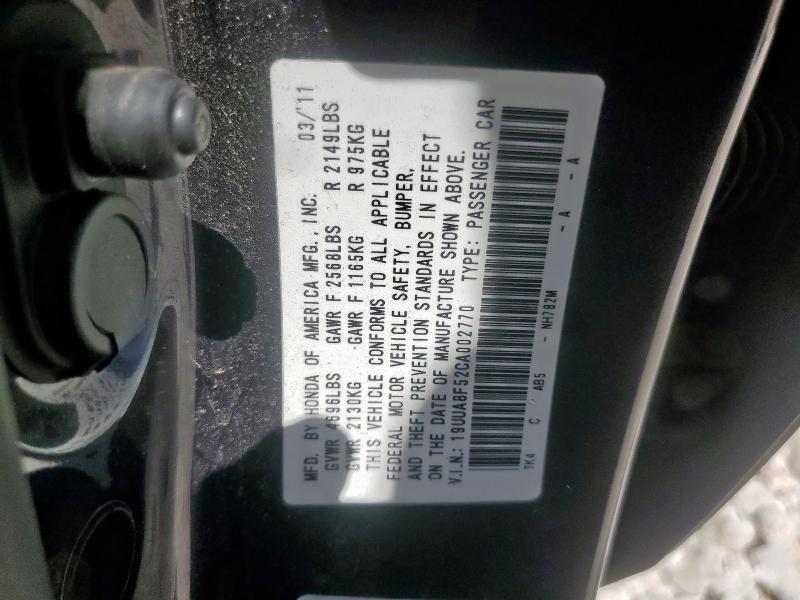 MFD. BY HONDA OF AMERICA MFG., INC. 03/'11
GVWR 4696LBS GAWR F 2568LBS R 2149LBS
GVWR 2130KG GAWR F 1165KG R 975KG
THIS VEHICLE CONFORMS TO ALL APPLICABLE
FEDERAL MOTOR VEHICLE SAFETY, BUMPER,
AND THEFT PREVENTION STANDARDS IN EFFECT
ON THE DATE OF MANUFACTURE SHOWN ABOVE.
V.I.N.: 19UUA8F52CA002770 TYPE: PASSENGER CAR
TK4 C AB5 - NH782M - A - A